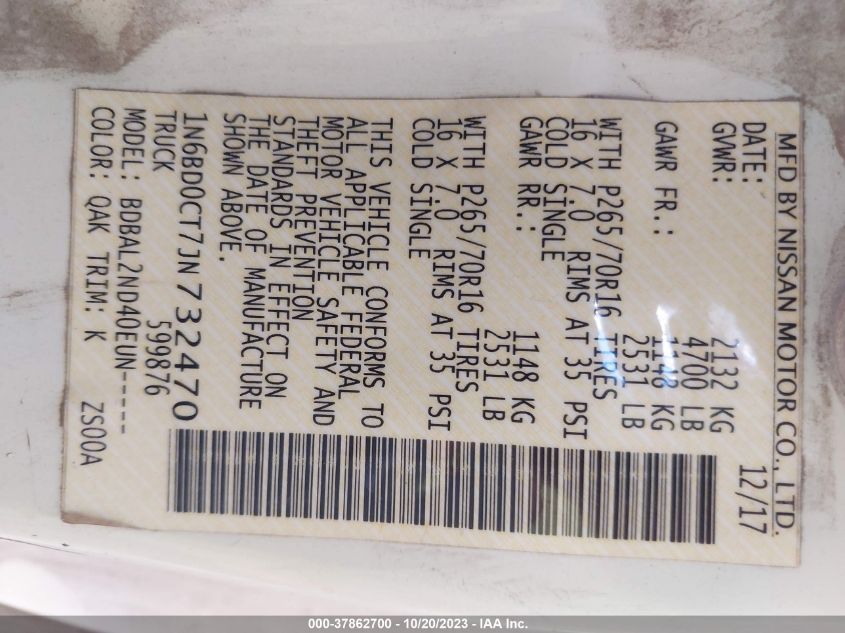 MFD BY NISSAN MOTOR CO., LTD.
DATE: 12/17
GVWR: 2132 KG
4700 LB
GAWR FR.: 1148 KG
2531 LB
WITH P265/70R16 TIRES
16 X 7.0 RIMS AT 35 PSI
COLD SINGLE
GAWR RR.: 1148 KG
2531 LB
WITH P265/70R16 TIRES
16 X 7.0 RIMS AT 35 PSI
COLD SINGLE
THIS VEHICLE CONFORMS TO
ALL APPLICABLE FEDERAL
MOTOR VEHICLE SAFETY AND
THEFT PREVENTION
STANDARDS IN EFFECT ON
THE DATE OF MANUFACTURE
SHOWN ABOVE.
1N6BD0CT7JN732470
TRUCK 599876
MODEL: BDBAL2ND40EUN-----
COLOR: QAK TRIM: K ZS00A
000-37862700 - 10/20/2023 - IAA Inc.